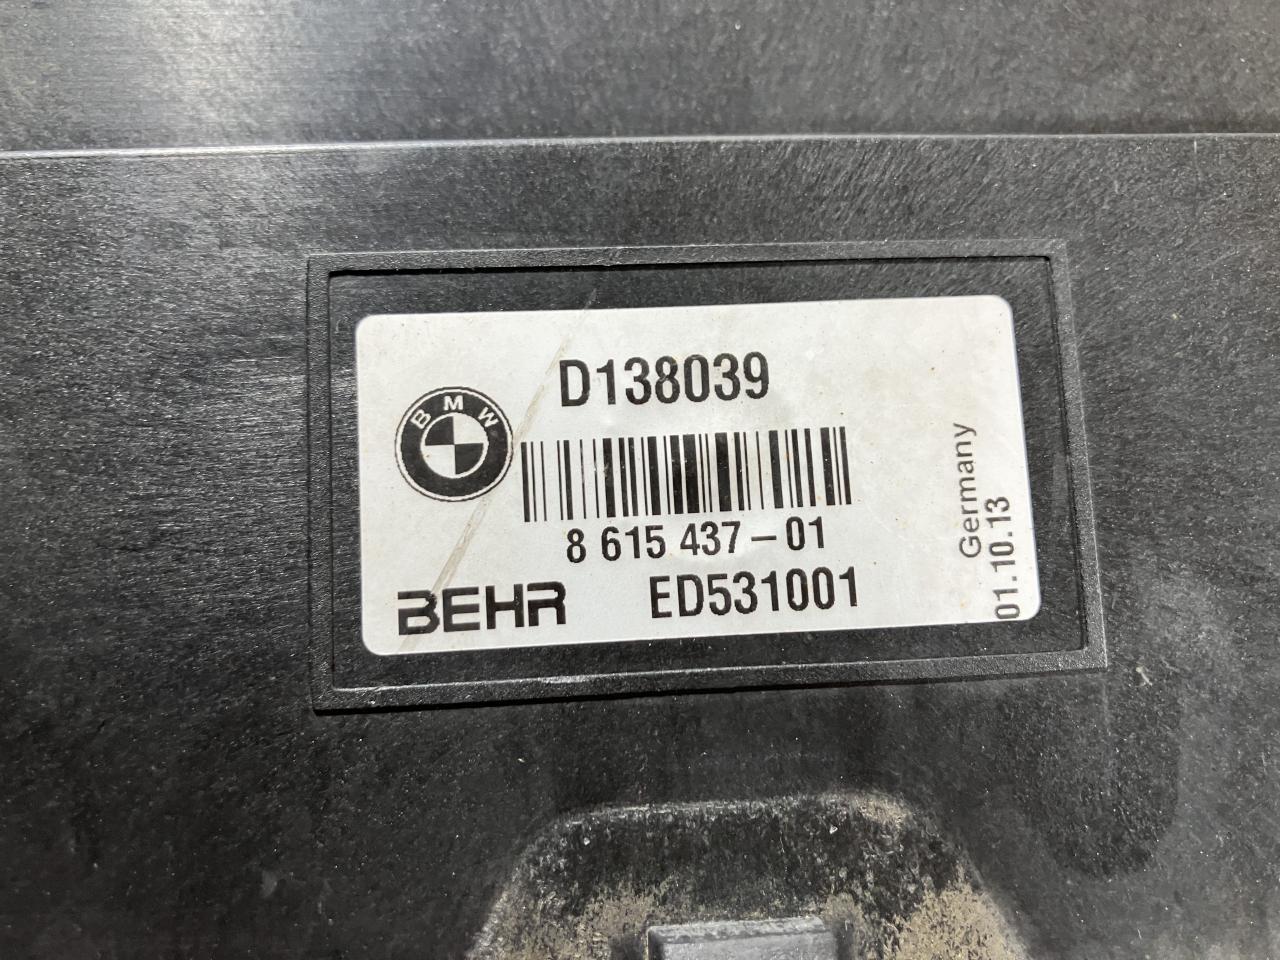 D138039
BMW
8 615 437-01
BEHR ED531001
Germany
01.10.13